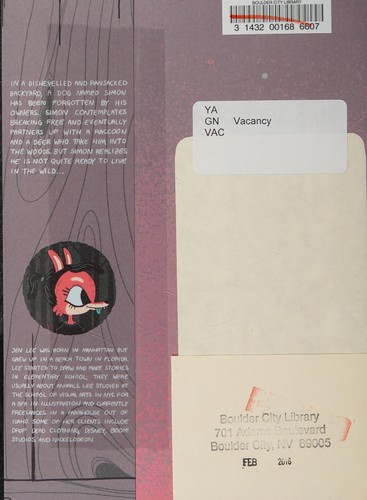 BOULDER CITY LIBRARY
3 1432 00168 6607
YA
GN Vacancy
VAC
IN A DISHEVELLED AND RANSACKED
BACKYARD, A DOG NAMED SIMON
HAS BEEN FORGOTTEN BY HIS
OWNERS. SIMON CONTEMPLATES
BREAKING FREE AND EVENTUALLY
PARTNERS UP WITH A RACCOON
AND A DEER WHO TAKE HIM INTO
THE WOODS. BUT SIMON REALIZES
HE IS NOT QUITE READY TO LIVE
IN THE WILD...
JEN LEE WAS BORN IN MANHATTAN BUT
GREW UP IN A BEACH TOWN IN FLORIDA.
LEE STARTED TO DRAW AND MAKE STORIES
IN ELEMENTARY SCHOOL; THEY WERE
USUALLY ABOUT ANIMALS. LEE STUDIED AT
THE SCHOOL OF VISUAL ARTS IN NYC FOR
A BFA IN ILLUSTRATION AND CURRENTLY
FREELANCES IN A FARMHOUSE OUT OF
IDAHO. SOME OF HER CLIENTS INCLUDE
DROP DEAD CLOTHING, DISNEY, BOOM!
STUDIOS, AND NICKELODEON.
Boulder City Library
701 Adams Boulevard
Boulder City, NV 89005
FEB 2016